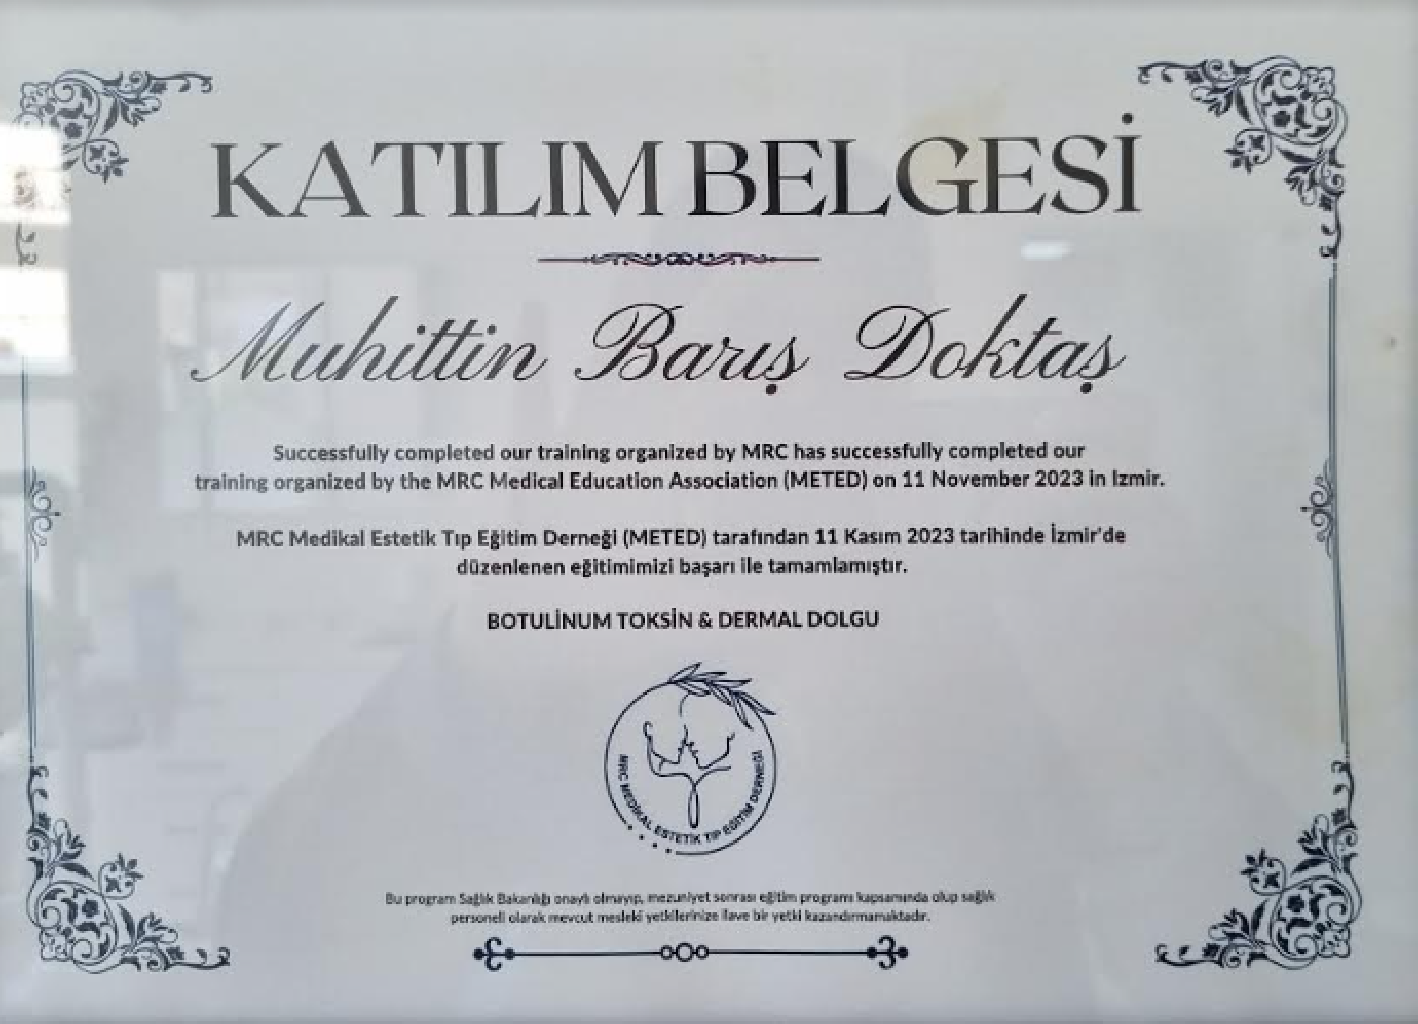 KATILIM BELGESİ
Muhittin Barış Doktaş
Successfully completed our training organized by MRC has successfully completed our
training organized by the MRC Medical Education Association (METED) on 11 November 2023 in Izmir.
MRC Medikal Estetik Tıp Eğitim Derneği (METED) tarafından 11 Kasım 2023 tarihinde İzmir'de
düzenlenen eğitimimizi başarı ile tamamlamıştır.
BOTULİNUM TOKSİN & DERMAL DOLGU
MRC MEDİKAL ESTETİK TIP EĞİTİM DERNEĞİ
Bu program Sağlık Bakanlığı onaylı olmayıp, mezuniyet sonrası eğitim programı kapsamında olup sağlık
personeli olarak mevcut mesleki yetkilerinize ilave bir yetki kazandırmamaktadır.